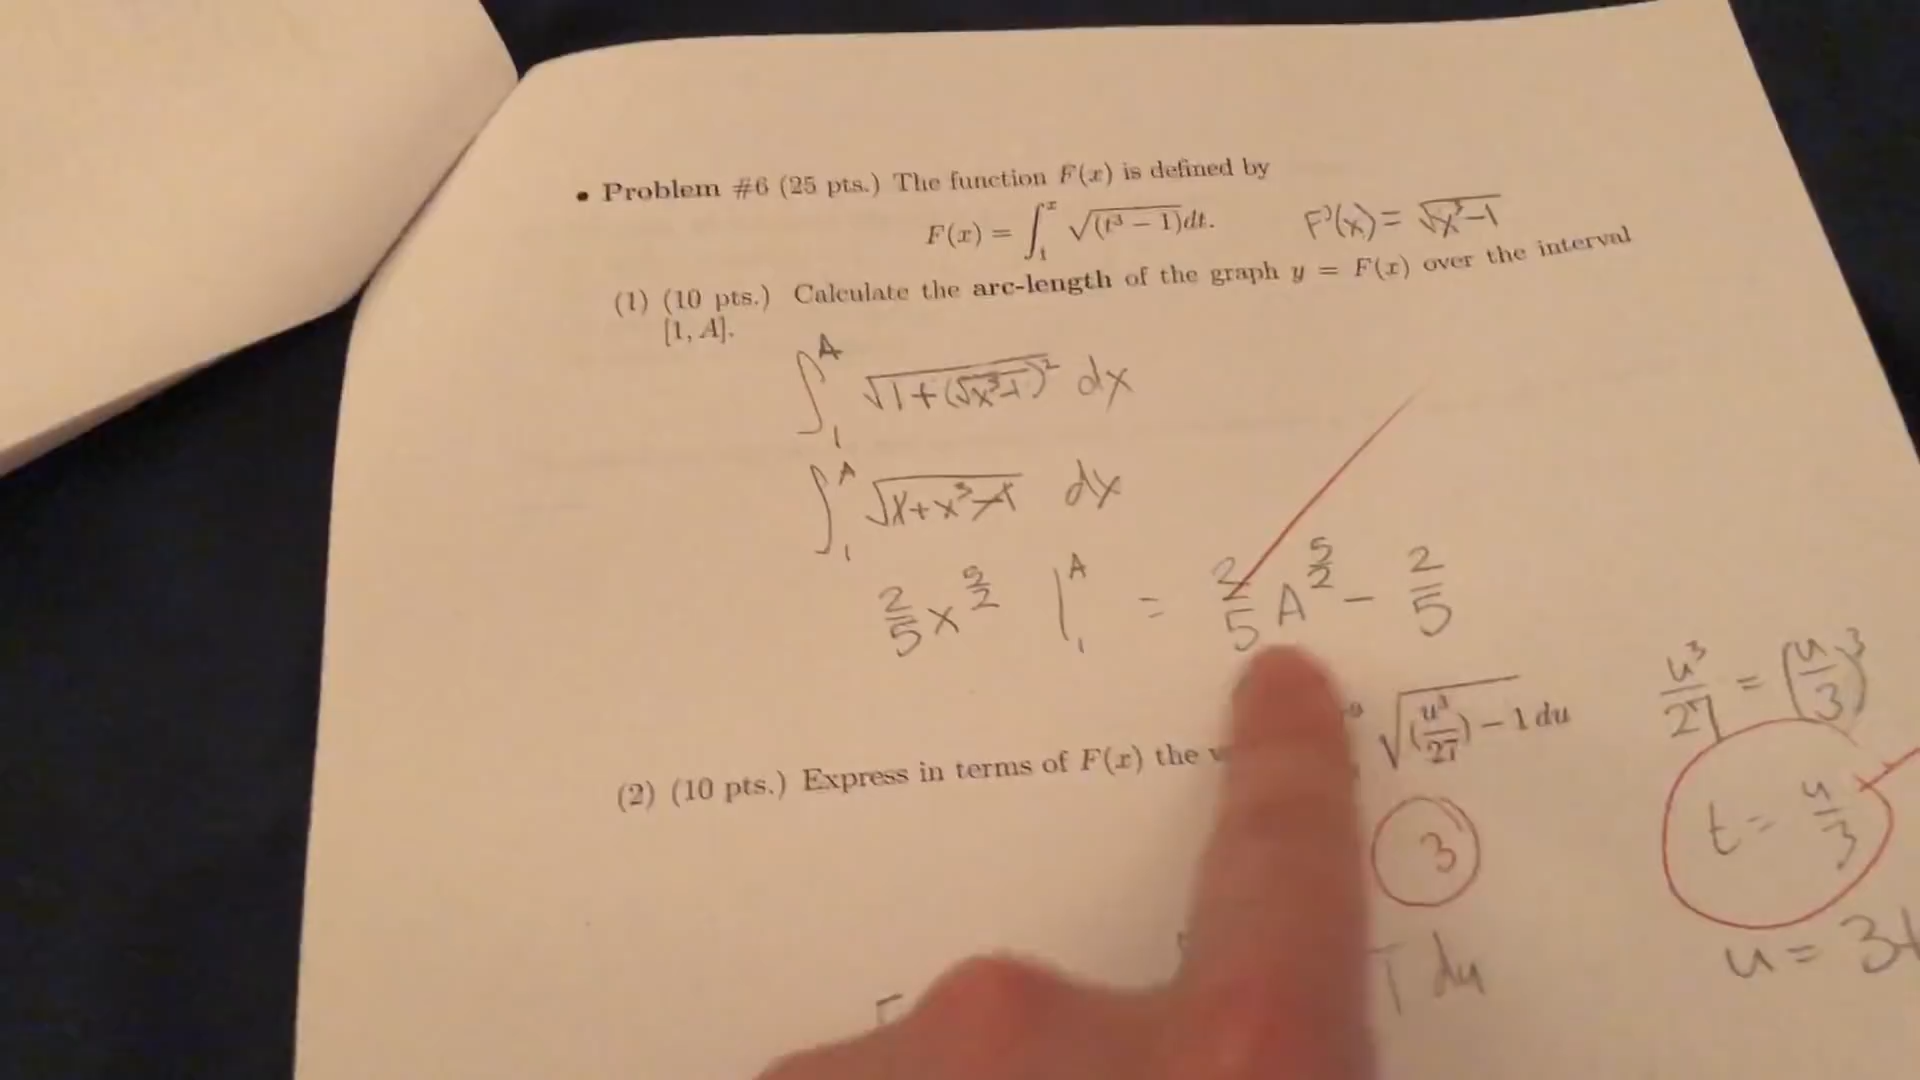 • Problem #6 (25 pts.) The function F(x) is defined by
F(x) = ∫₁ˣ √(t³ − 1)dt. F'(x) = √x³-1
(1) (10 pts.) Calculate the arc-length of the graph y = F(x) over the interval
[1, A].
∫₁ᴬ √1+(√x³-1)² dx
∫₁ᴬ √1+x³-1 dx
2/5 x^5/2 |₁ᴬ = 2/5 A^5/2 - 2/5
u³/27 = (u/3)³
(2) (10 pts.) Express in terms of F(x) the √(u³/27) − 1 du
t = u/3
3
du
u = 3t